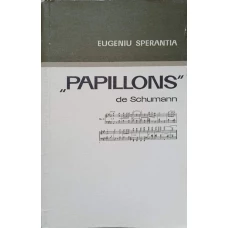 EUGENIU SPERANTIA
„PAPILLONS“
de Schumann